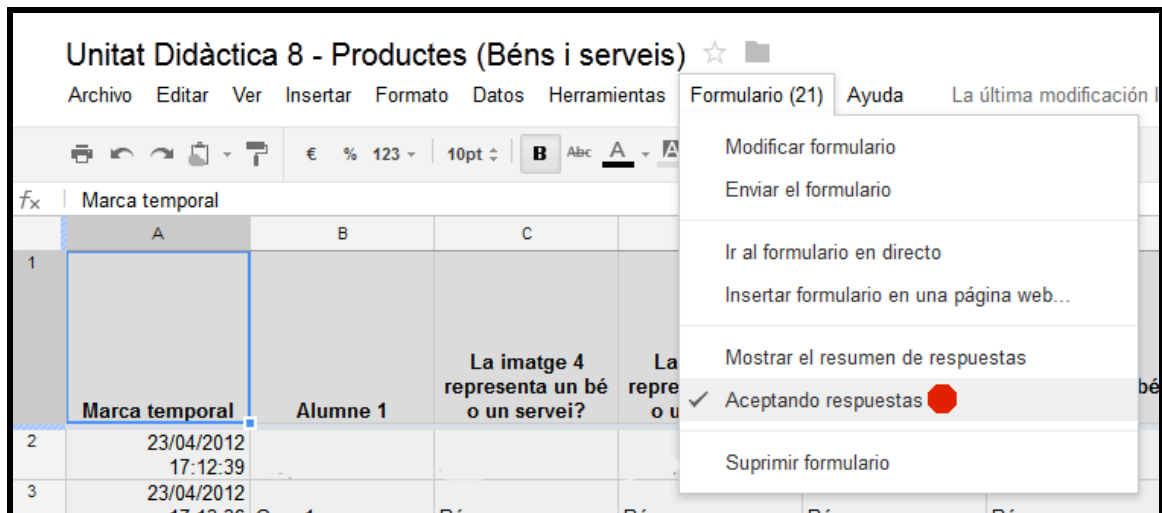 Unitat Didàctica 8 - Productes (Béns i serveis)
Archivo Editar Ver Insertar Formato Datos Herramientas Formulario (21) Ayuda La última modificación
€ % 123 10pt B Abc A A
fx Marca temporal
A B C
1
Marca temporal
Alumne 1
La imatge 4
representa un bé
o un servei?
La
repre
o u
bé
Modificar formulario
Enviar el formulario
Ir al formulario en directo
Insertar formulario en una página web...
Mostrar el resumen de respuestas
Aceptando respuestas
Suprimir formulario
2 23/04/2012
17:12:39
3 23/04/2012